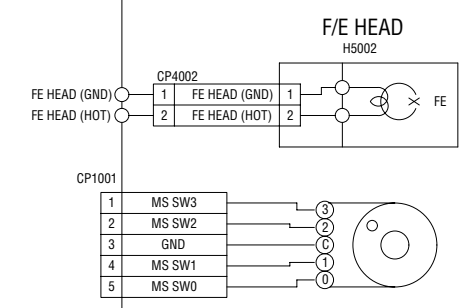 F/E HEAD
H5002
CP4002
FE HEAD (GND) 1 FE HEAD (GND) 1
FE HEAD (HOT) 2 FE HEAD (HOT) 2
FE
CP1001
1 MS SW3 3
2 MS SW2 2
3 GND C
4 MS SW1 1
5 MS SW0 0